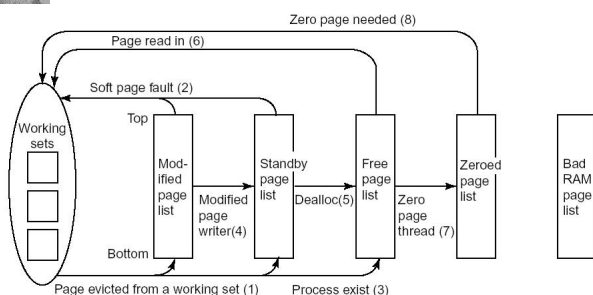 Zero page needed (8)
Page read in (6)
Soft page fault (2)
Top
Working
sets
Mod-
ified
page
list
Standby
page
list
Free
page
list
Zeroed
page
list
Bad
RAM
page
list
Modified
page
writer(4)
Dealloc(5)
Zero
page
thread (7)
Bottom
Page evicted from a working set (1)
Process exist (3)